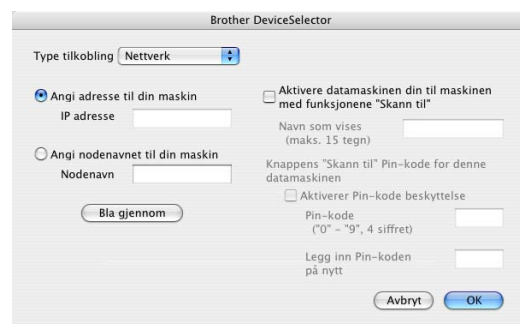 Brother DeviceSelector
Type tilkobling Nettverk
Angi adresse til din maskin
IP adresse
Angi nodenavnet til din maskin
Nodenavn
Bla gjennom
Aktivere datamaskinen din til maskinen
med funksjonene "Skann til"
Navn som vises
(maks. 15 tegn)
Knappens "Skann til" Pin-kode for denne
datamaskinen
Aktiverer Pin-kode beskyttelse
Pin-kode
("0" - "9", 4 siffret)
Legg inn Pin-koden
på nytt
Avbryt OK